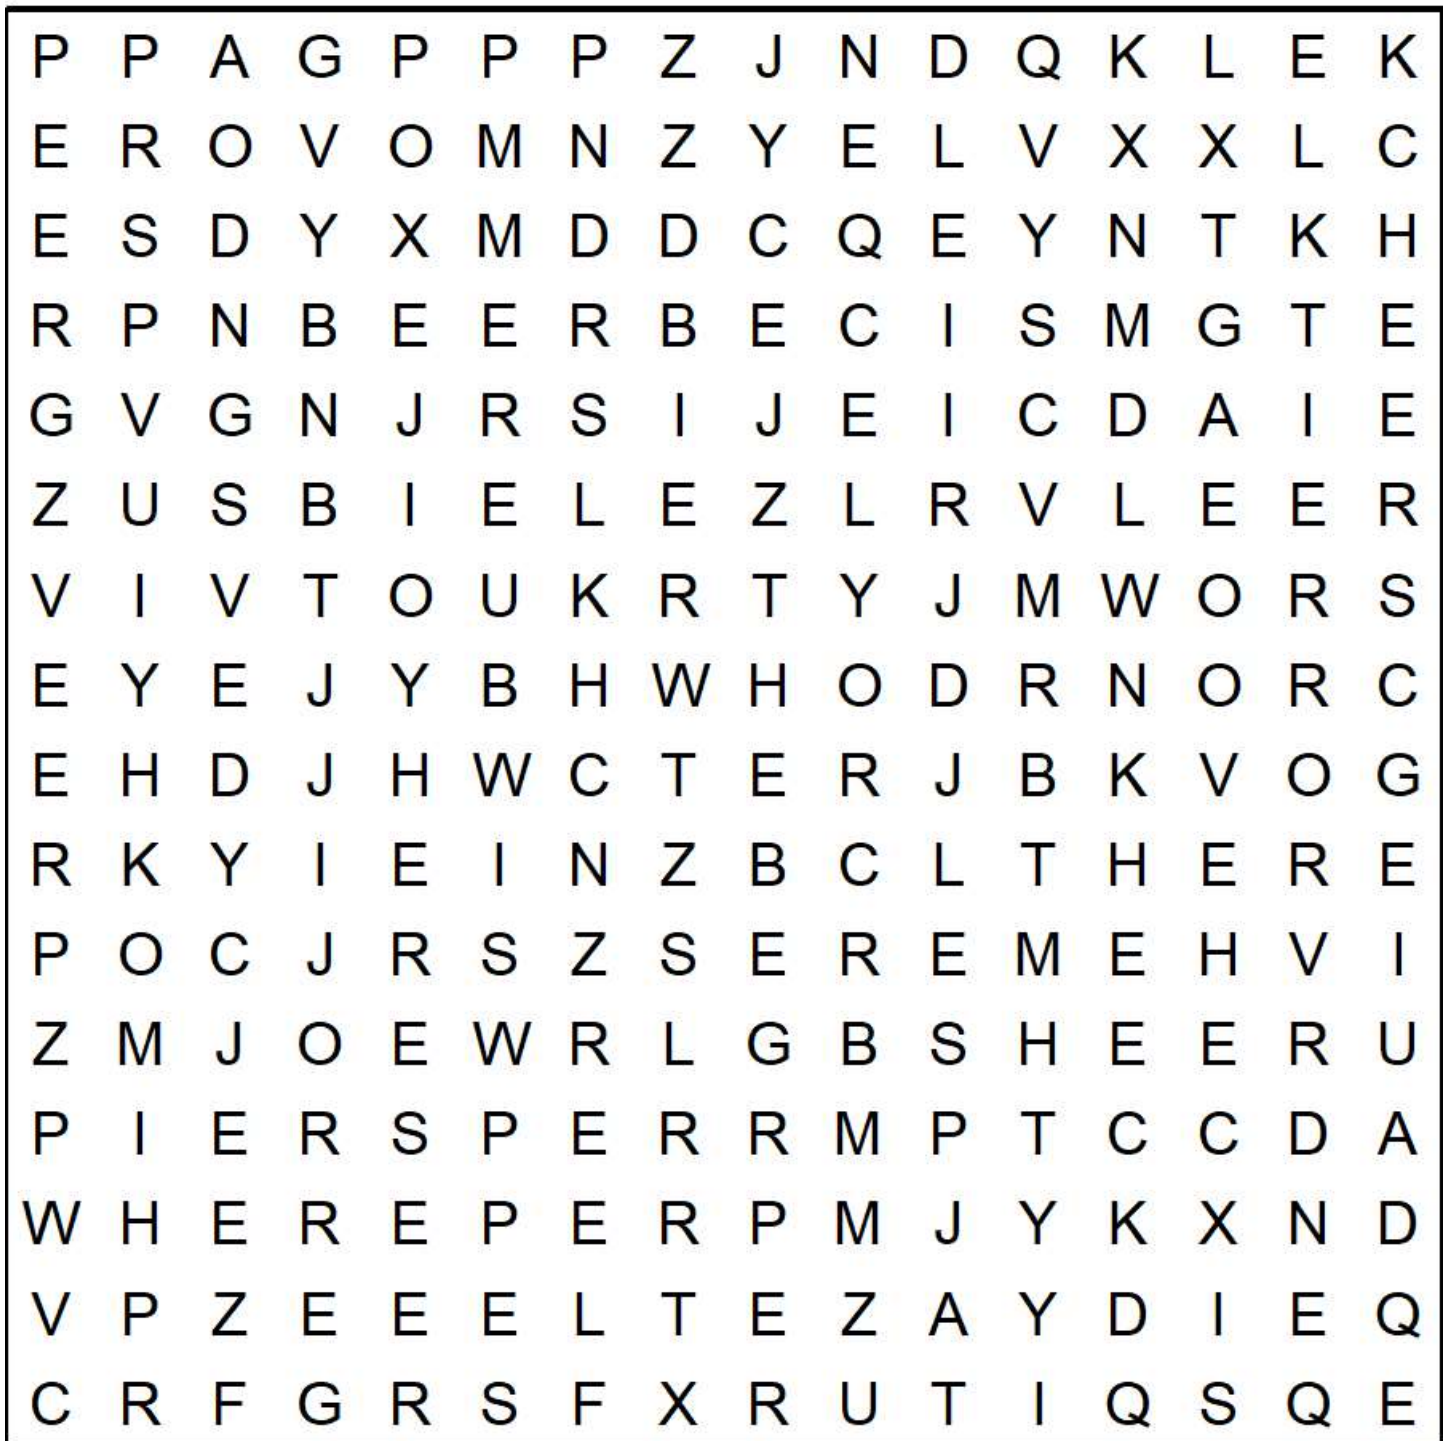 P P A G P P P Z J N D Q K L E K
E R O V O M N Z Y E L V X X L C
E S D Y X M D D C Q E Y N T K H
R P N B E E R B E C I S M G T E
G V G N J R S I J E I C D A I E
Z U S B I E L E Z L R V L E E R
V I V T O U K R T Y J M W O R S
E Y E J Y B H W H O D R N O R C
E H D J H W C T E R J B K V O G
R K Y I E I N Z B C L T H E R E
P O C J R S Z S E R E M E H V I
Z M J O E W R L G B S H E E R U
P I E R S P E R R M P T C C D A
W H E R E P E R P M J Y K X N D
V P Z E E E L T E Z A Y D I E Q
C R F G R S F X R U T I Q S Q E